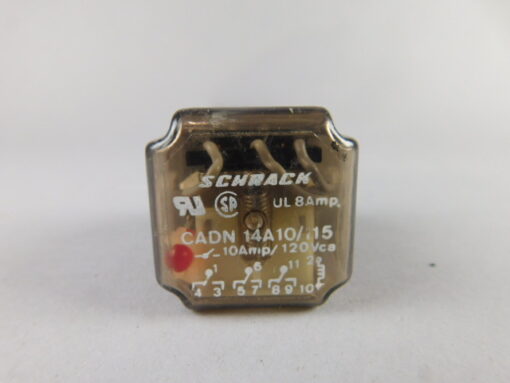 SCHRACK
UL 8Amp.
CADN 14A10/.15
10Amp/120Vca
1 6 11 2
4 3 5 7 8 9 10